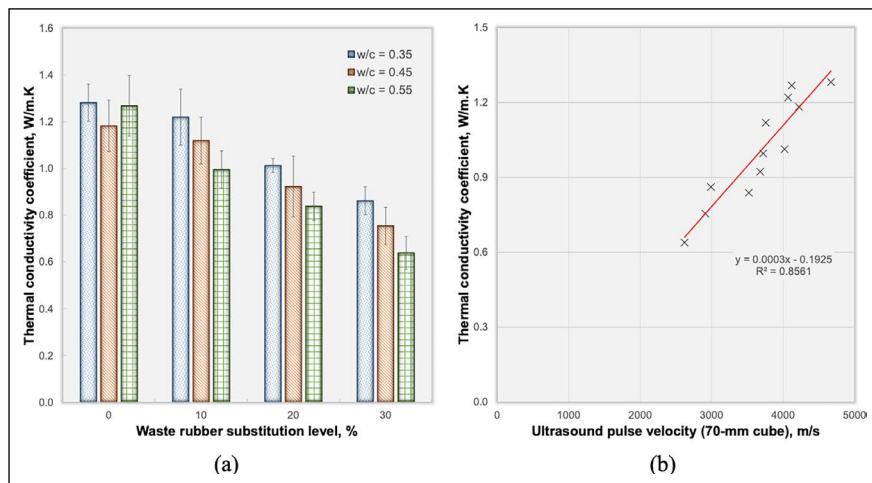 Thermal conductivity coefficient, W/m.K
1.6
1.4
1.2
1.0
0.8
0.6
0.4
0.2
0.0
w/c = 0.35
w/c = 0.45
w/c = 0.55
0 10 20 30
Waste rubber substitution level, %
(a)
Thermal conductivity coefficient, W/m.K
1.5
1.2
0.9
0.6
0.3
0.0
y = 0.0003x - 0.1925
R² = 0.8561
0 1000 2000 3000 4000 5000
Ultrasound pulse velocity (70-mm cube), m/s
(b)